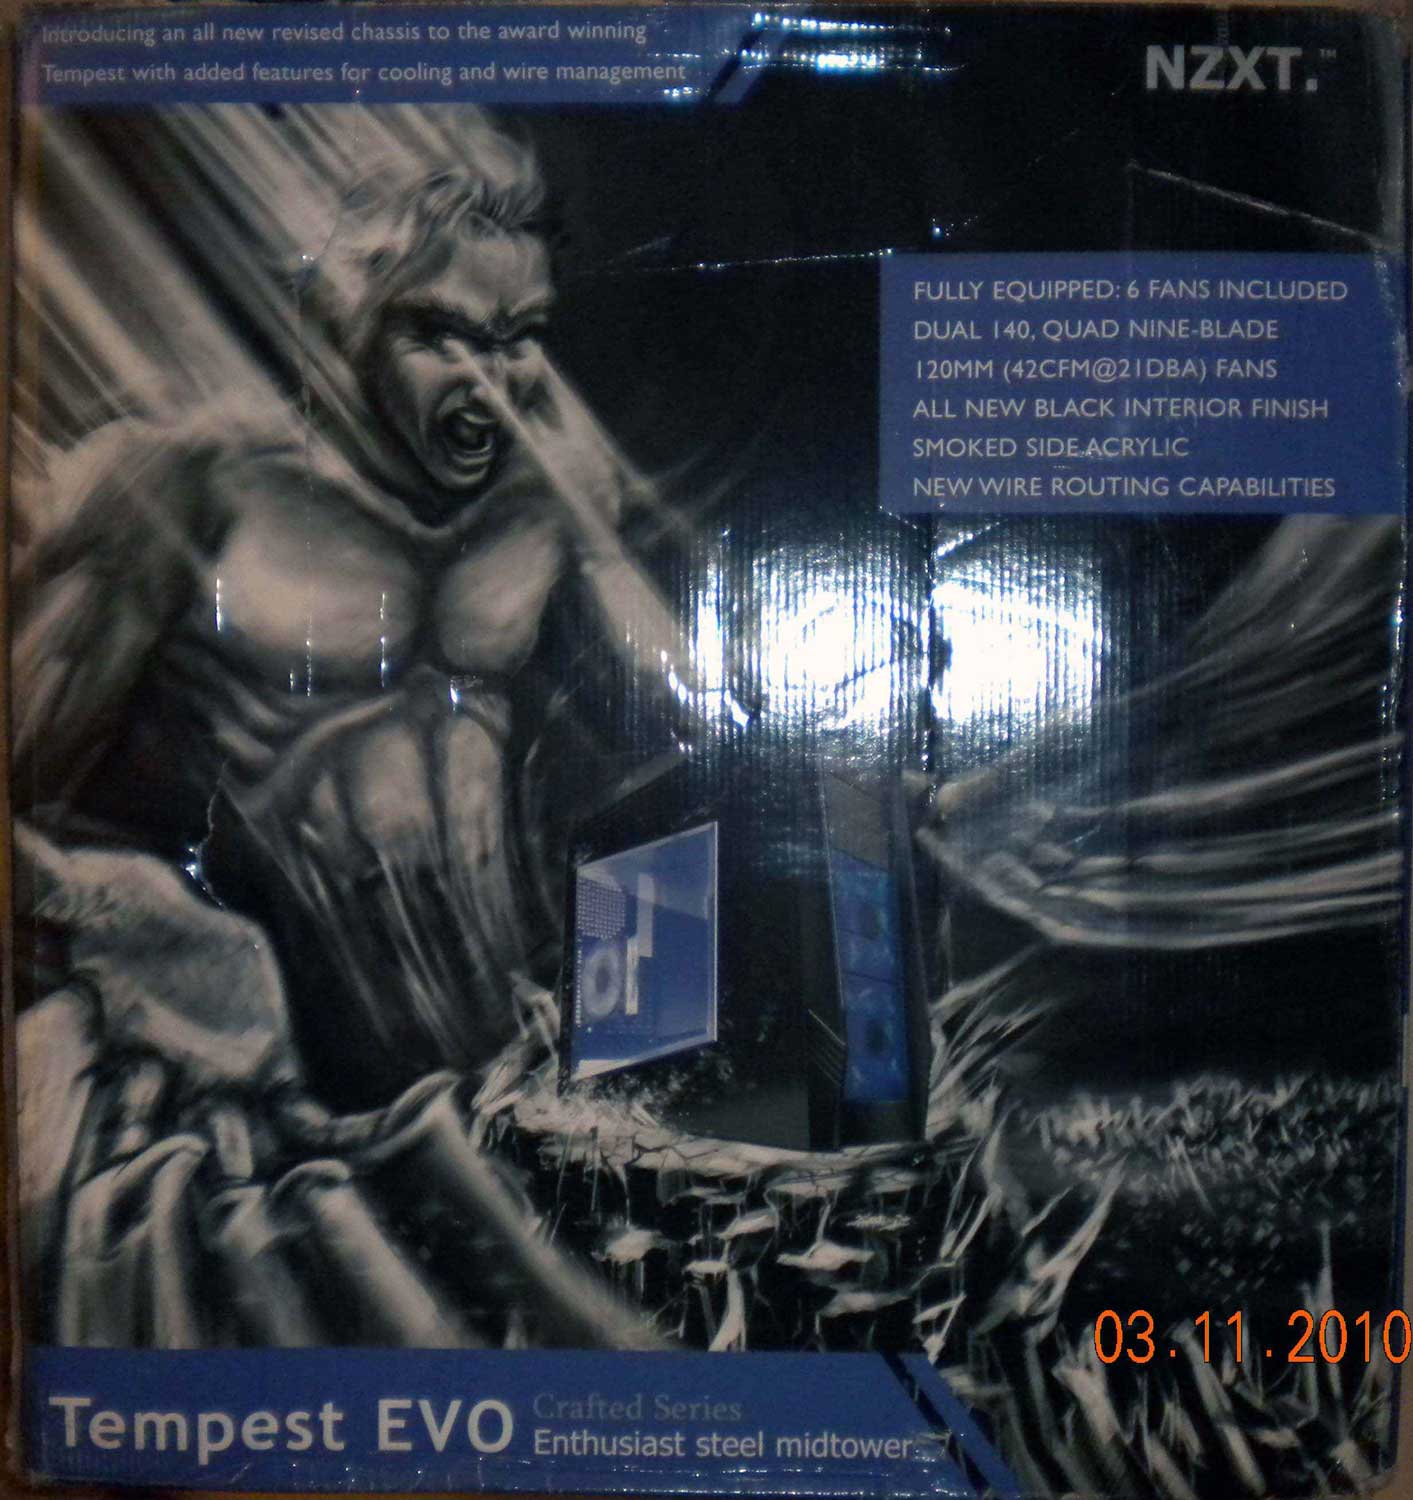 Introducing an all new revised chassis to the award winning
Tempest with added features for cooling and wire management
NZXT.™
FULLY EQUIPPED: 6 FANS INCLUDED
DUAL 140, QUAD NINE-BLADE
120MM (42CFM@21DBA) FANS
ALL NEW BLACK INTERIOR FINISH
SMOKED SIDE ACRYLIC
NEW WIRE ROUTING CAPABILITIES
03.11.2010
Tempest EVO
Crafted Series
Enthusiast steel midtower